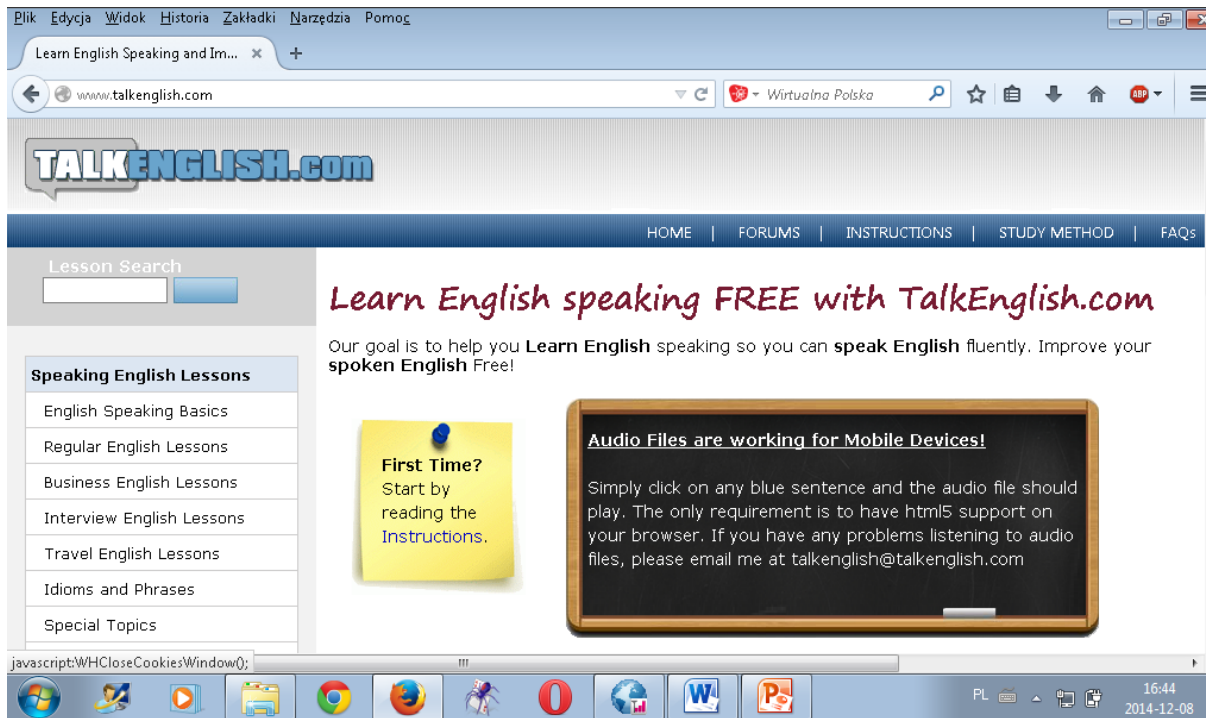 Plik Edycja Widok Historia Zakładki Narzędzia Pomoc
Learn English Speaking and Im... × +
www.talkenglish.com Wirtualna Polska ABP
TALKENGLISH.com
HOME | FORUMS | INSTRUCTIONS | STUDY METHOD | FAQs
Lesson Search
Learn English speaking FREE with TalkEnglish.com
Our goal is to help you Learn English speaking so you can speak English fluently. Improve your
spoken English Free!
Speaking English Lessons
English Speaking Basics
Regular English Lessons
Business English Lessons
Interview English Lessons
Travel English Lessons
Idioms and Phrases
Special Topics
First Time?
Start by
reading the
Instructions.
Audio Files are working for Mobile Devices!
Simply click on any blue sentence and the audio file should
play. The only requirement is to have html5 support on
your browser. If you have any problems listening to audio
files, please email me at talkenglish@talkenglish.com
javascript:WHCloseCookiesWindow();
PL 16:44
2014-12-08